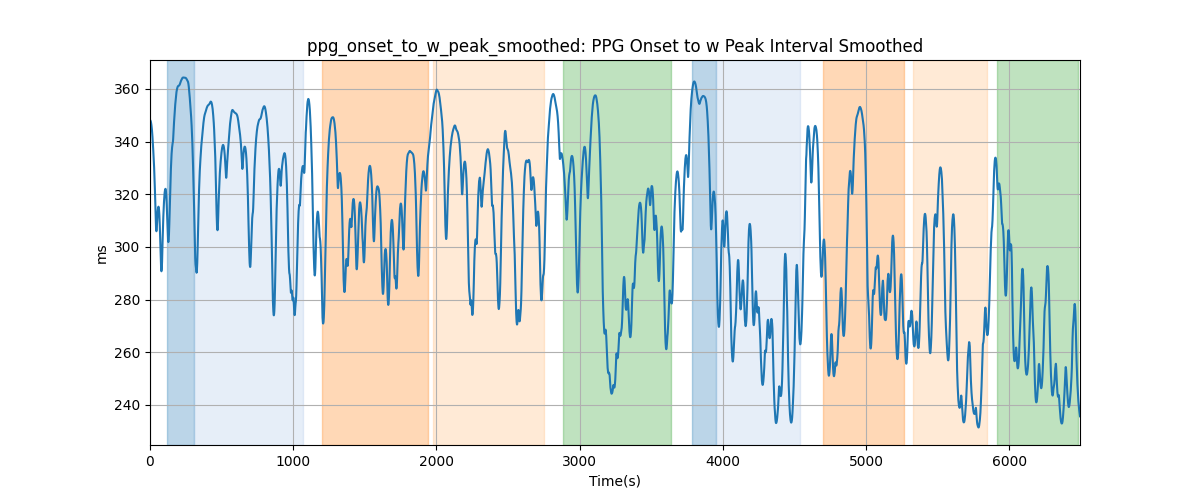 ppg_onset_to_w_peak_smoothed: PPG Onset to w Peak Interval Smoothed
360
340
320
300
280
260
240
ms
0 1000 2000 3000 4000 5000 6000
Time(s)